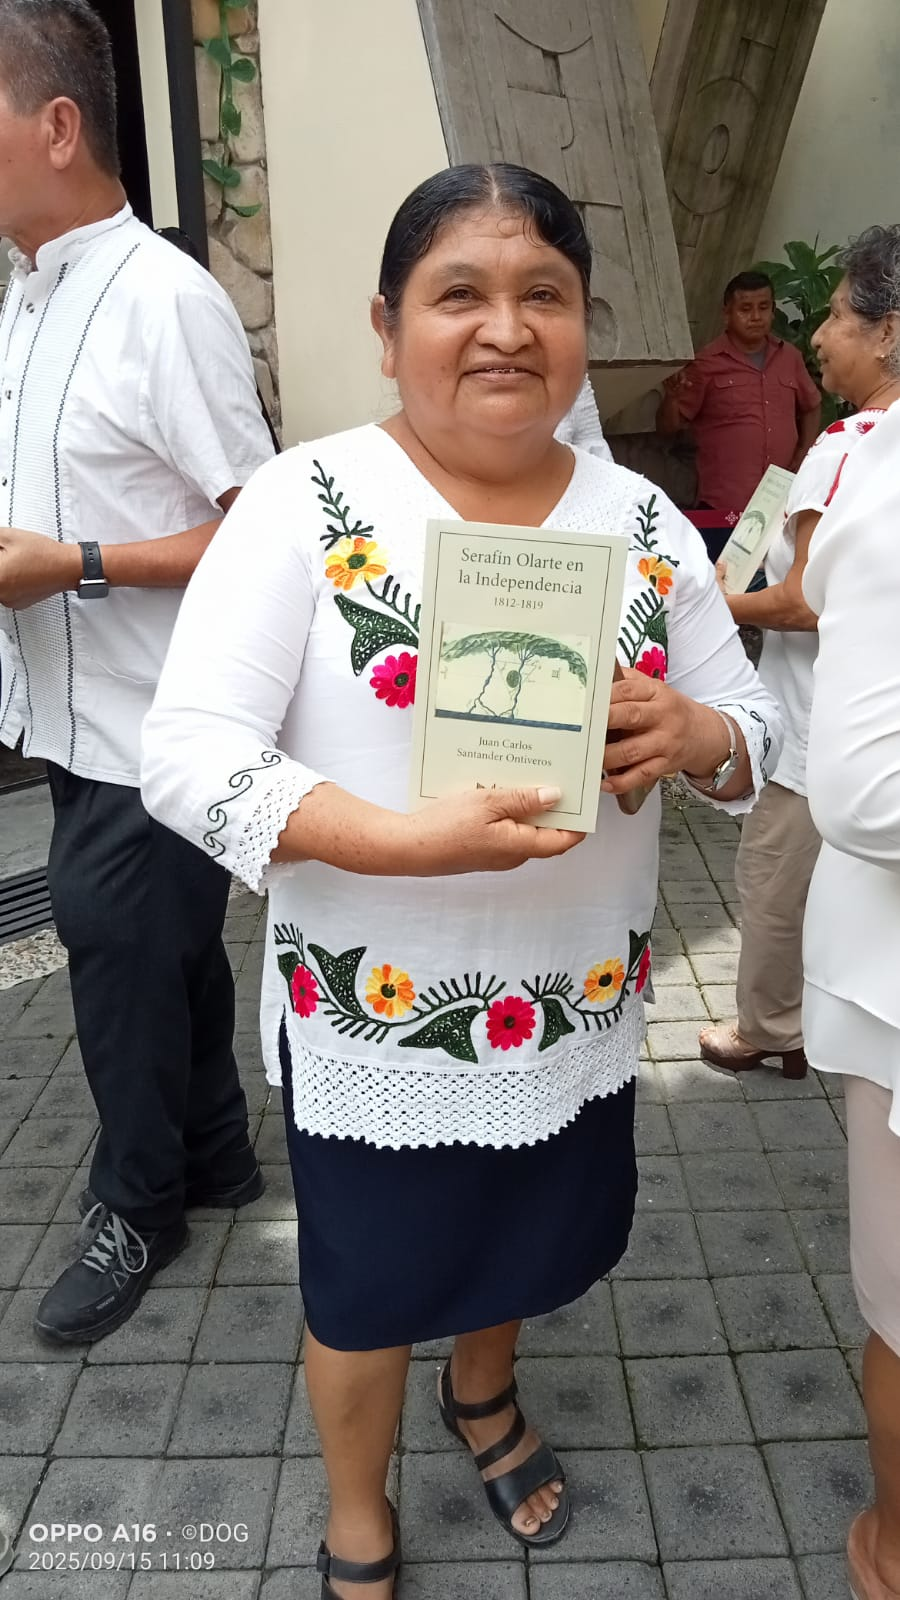 Serafín Olarte en
la Independencia
1812-1819
Juan Carlos
Santander Ontiveros
OPPO A16 · ©DOG
2025/09/15 11:09